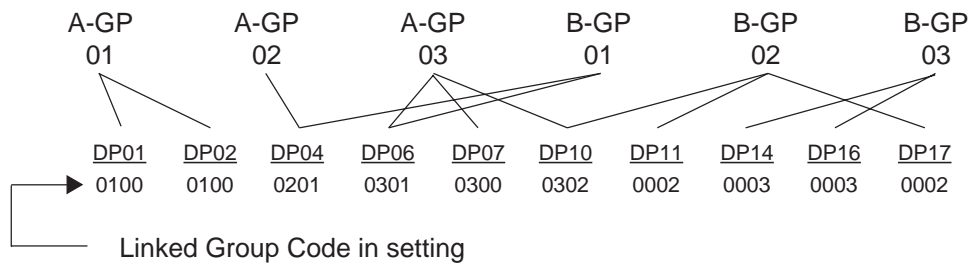 A-GP A-GP A-GP B-GP B-GP B-GP
01 02 03 01 02 03
DP01 DP02 DP04 DP06 DP07 DP10 DP11 DP14 DP16 DP17
0100 0100 0201 0301 0300 0302 0002 0003 0003 0002
Linked Group Code in setting